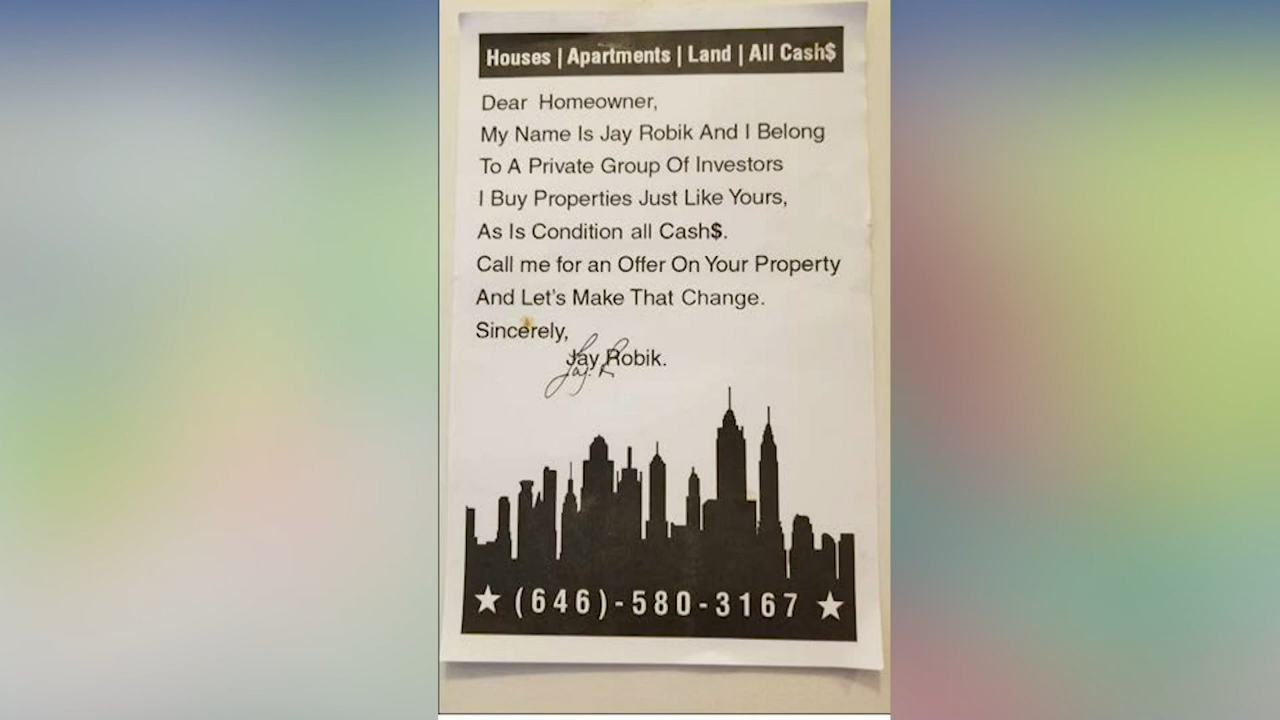 Houses | Apartments | Land | All Cash$
Dear Homeowner,
My Name Is Jay Robik And I Belong
To A Private Group Of Investors
I Buy Properties Just Like Yours,
As Is Condition all Cash$.
Call me for an Offer On Your Property
And Let's Make That Change.
Sincerely,
Jay Robik.
Jay. R
★ (646)-580-3167 ★